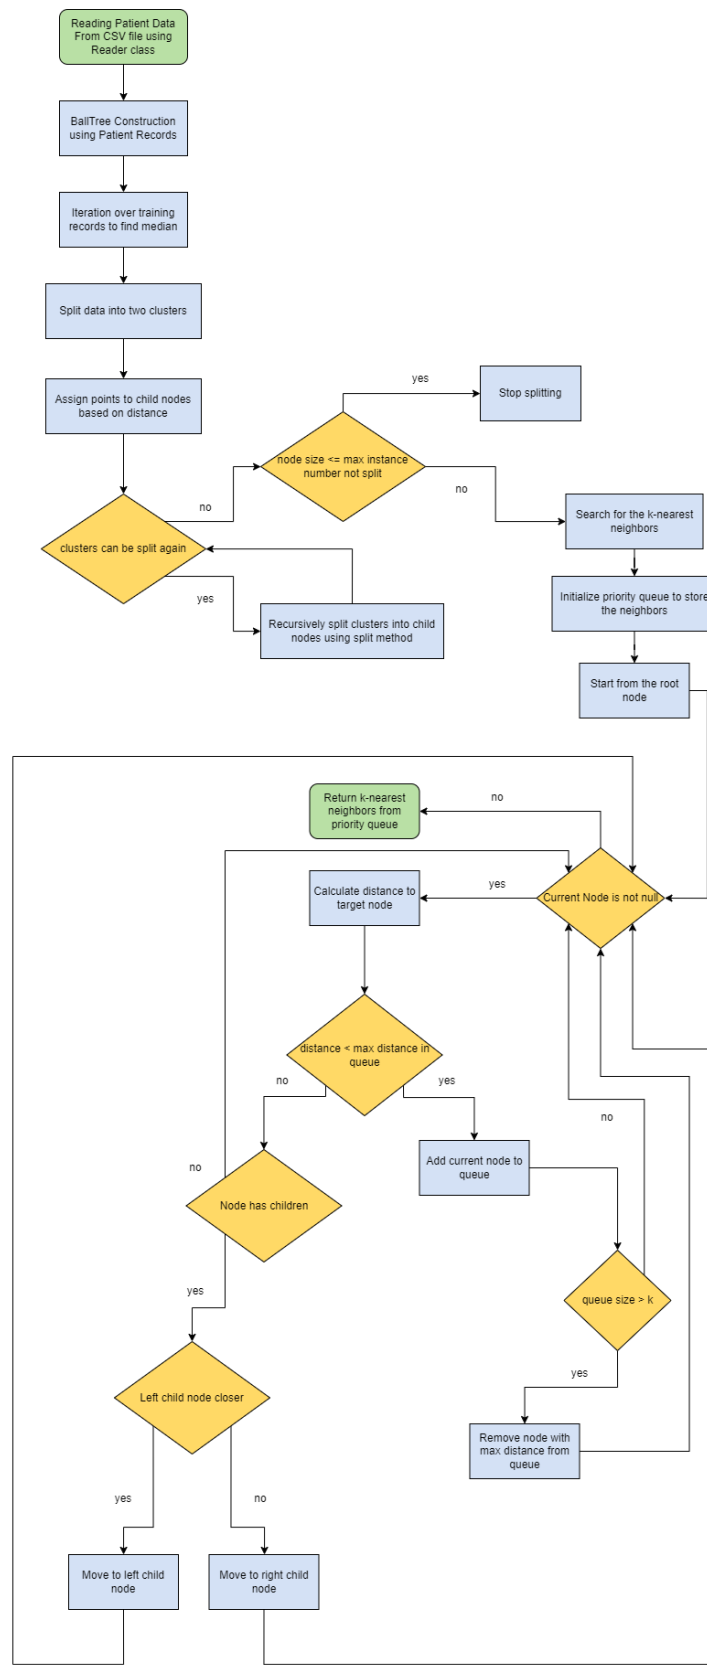 Reading Patient Data
From CSV file using
Reader class
BallTree Construction
using Patient Records
Iteration over training
records to find median
Split data into two clusters
Assign points to child nodes
based on distance
clusters can be split again
no
yes
node size <= max instance
number not split
yes
Stop splitting
no
Recursively split clusters into child
nodes using split method
Search for the k-nearest
neighbors
Initialize priority queue to store
the neighbors
Start from the root
node
Current Node is not null
no
Return k-nearest
neighbors from
priority queue
yes
Calculate distance to
target node
distance < max distance in
queue
no
yes
Add current node to
queue
no
queue size > k
yes
Remove node with
max distance from
queue
no
Node has children
yes
Left child node closer
yes
no
Move to left child
node
Move to right child
node